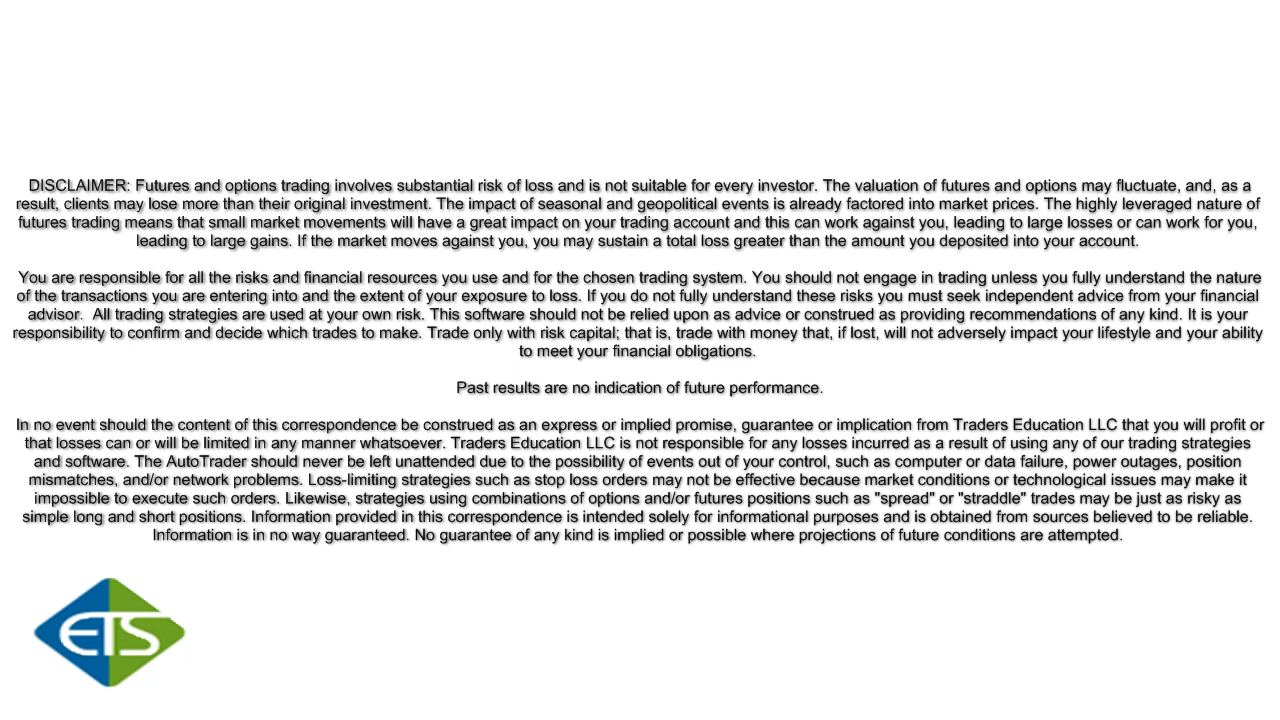 DISCLAIMER: Futures and options trading involves substantial risk of loss and is not suitable for every investor. The valuation of futures and options may fluctuate, and, as a
result, clients may lose more than their original investment. The impact of seasonal and geopolitical events is already factored into market prices. The highly leveraged nature of
futures trading means that small market movements will have a great impact on your trading account and this can work against you, leading to large losses or can work for you,
leading to large gains. If the market moves against you, you may sustain a total loss greater than the amount you deposited into your account.
You are responsible for all the risks and financial resources you use and for the chosen trading system. You should not engage in trading unless you fully understand the nature
of the transactions you are entering into and the extent of your exposure to loss. If you do not fully understand these risks you must seek independent advice from your financial
advisor.  All trading strategies are used at your own risk. This software should not be relied upon as advice or construed as providing recommendations of any kind. It is your
responsibility to confirm and decide which trades to make. Trade only with risk capital; that is, trade with money that, if lost, will not adversely impact your lifestyle and your ability
to meet your financial obligations.
Past results are no indication of future performance.
In no event should the content of this correspondence be construed as an express or implied promise, guarantee or implication from Traders Education LLC that you will profit or
that losses can or will be limited in any manner whatsoever. Traders Education LLC is not responsible for any losses incurred as a result of using any of our trading strategies
and software. The AutoTrader should never be left unattended due to the possibility of events out of your control, such as computer or data failure, power outages, position
mismatches, and/or network problems. Loss-limiting strategies such as stop loss orders may not be effective because market conditions or technological issues may make it
impossible to execute such orders. Likewise, strategies using combinations of options and/or futures positions such as "spread" or "straddle" trades may be just as risky as
simple long and short positions. Information provided in this correspondence is intended solely for informational purposes and is obtained from sources believed to be reliable.
Information is in no way guaranteed. No guarantee of any kind is implied or possible where projections of future conditions are attempted.
ETS